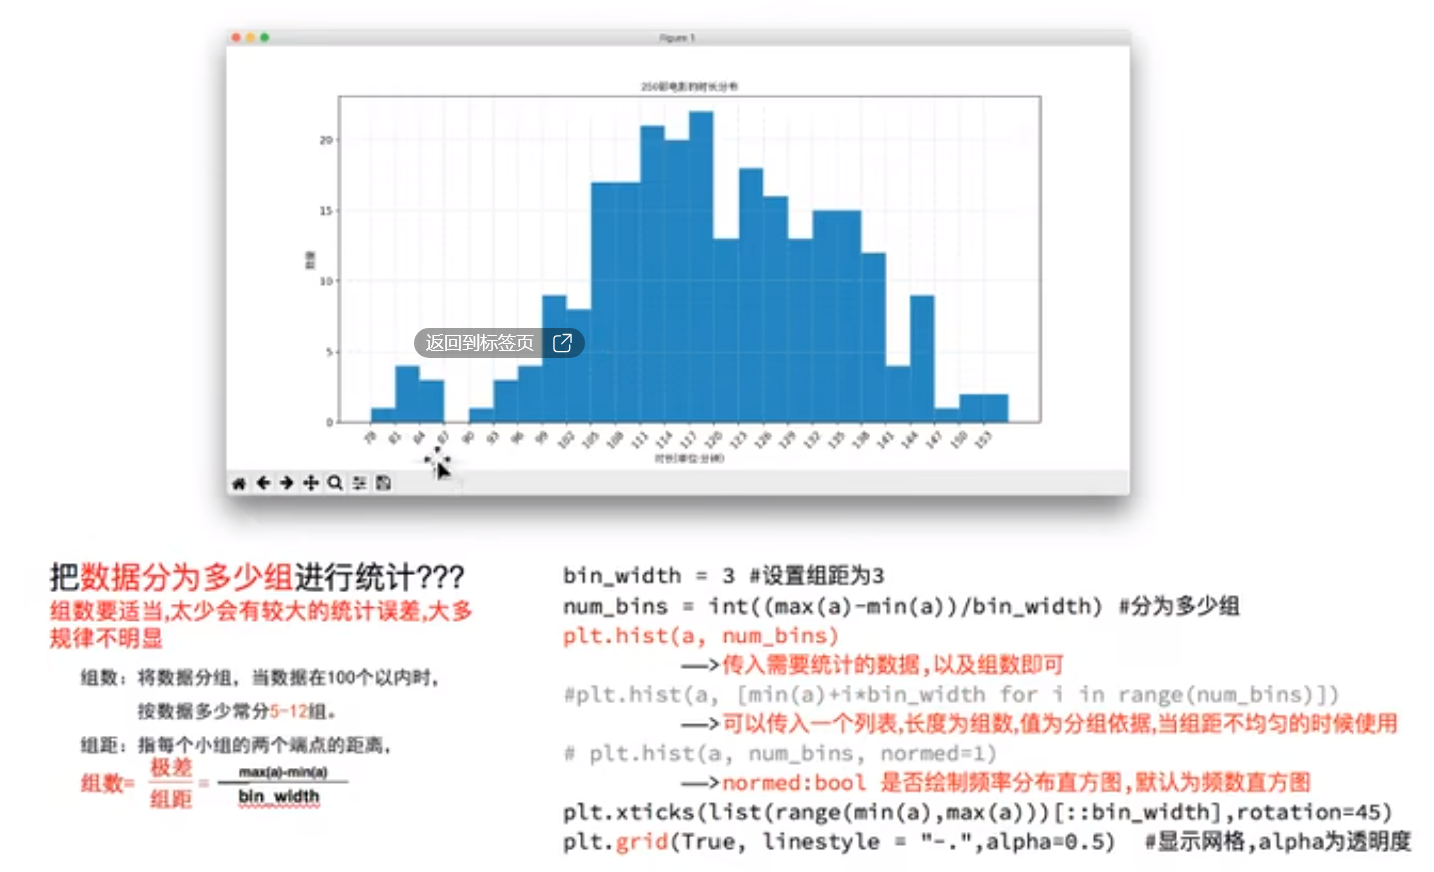 Figure 1
250部电影的时长分布
20
15
10
5
0
数量
78 81 84 87 90 93 96 99 102 105 108 111 114 117 120 123 126 129 132 135 138 141 144 147 150 153
时长(单位:分钟)
返回到标签页
把数据分为多少组进行统计???
组数要适当,太少会有较大的统计误差,大多
规律不明显
组数：将数据分组，当数据在100个以内时，
按数据多少常分5-12组。
组距：指每个小组的两个端点的距离，
组数= 极差 = max(a)-min(a)
组距 bin_width
bin_width = 3 #设置组距为3
num_bins = int((max(a)-min(a))/bin_width) #分为多少组
plt.hist(a, num_bins)
——>传入需要统计的数据,以及组数即可
#plt.hist(a, [min(a)+i*bin_width for i in range(num_bins)])
——>可以传入一个列表,长度为组数,值为分组依据,当组距不均匀的时候使用
# plt.hist(a, num_bins, normed=1)
——>normed:bool 是否绘制频率分布直方图,默认为频数直方图
plt.xticks(list(range(min(a),max(a)))[::bin_width],rotation=45)
plt.grid(True, linestyle = "-.",alpha=0.5) #显示网格,alpha为透明度